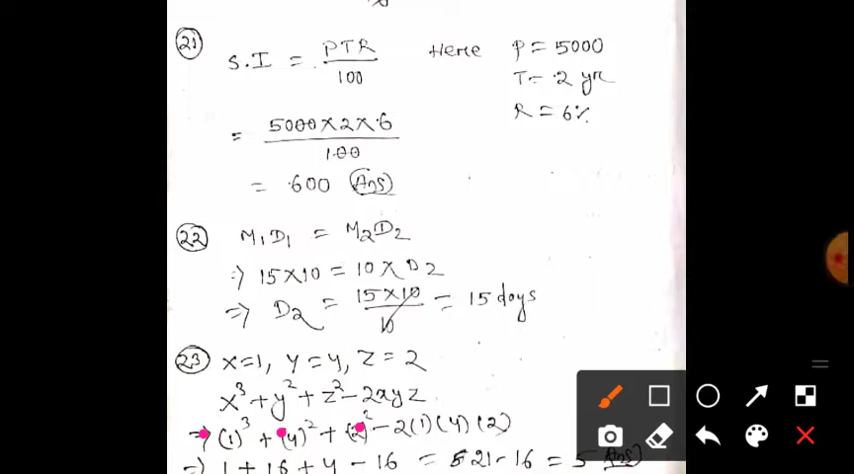 (21) S.I = PTR/100 Here P = 5000
T = 2 yr
R = 6%
= 5000×2×6/100
= 600 (Ans)
(22) M₁D₁ = M₂D₂
⇒ 15×10 = 10×D2
⇒ D₂ = 15×10/10 = 15 days
(23) x=1, y=4, z=2
x³+y²+z²-2xyz
⇒ (1)³ + (4)² + (2)² - 2(1)(4)(2)
⇒ 1 + 16 + 4 - 16 = 21-16 = 5 Ans)